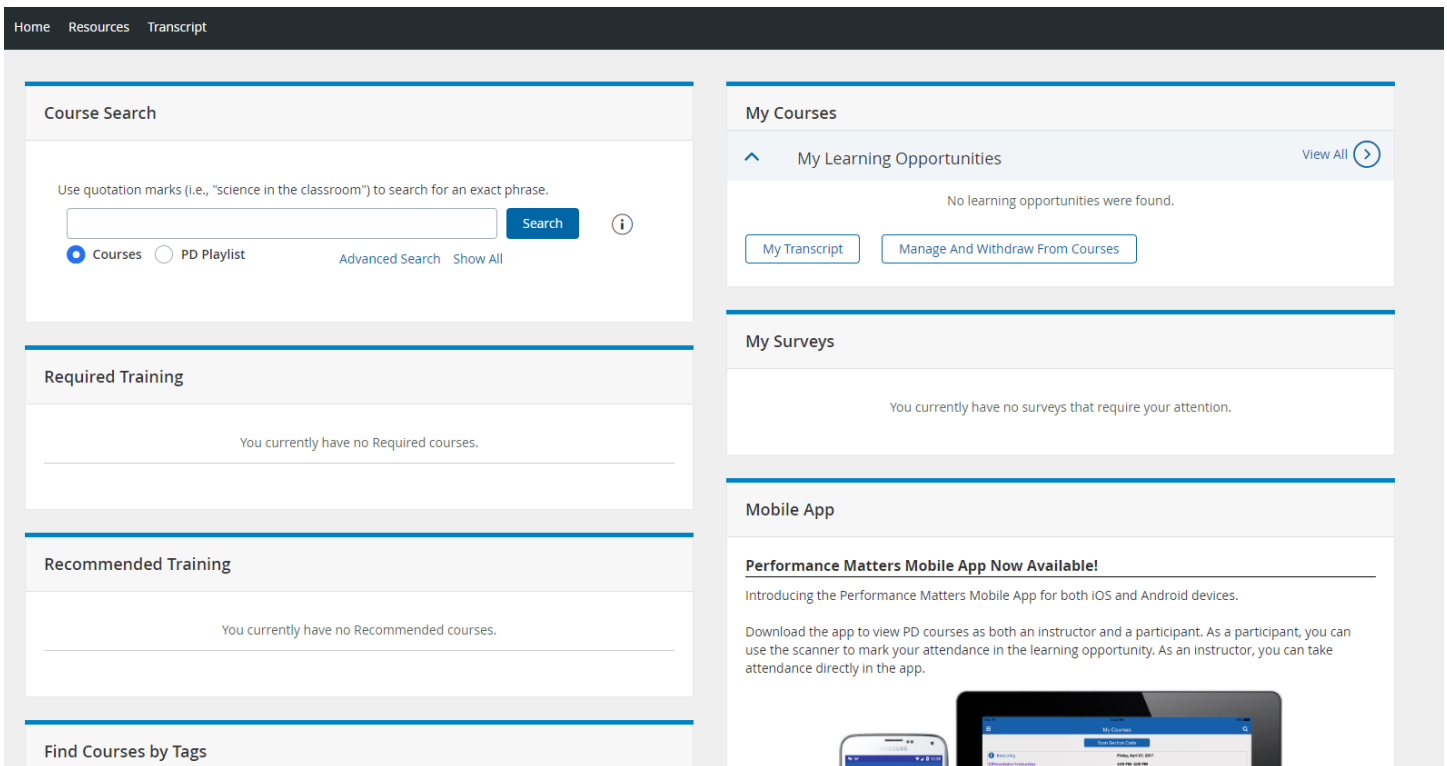 Home Resources Transcript
Course Search
Use quotation marks (i.e., "science in the classroom") to search for an exact phrase.
Search
Courses PD Playlist
Advanced Search Show All
Required Training
You currently have no Required courses.
Recommended Training
You currently have no Recommended courses.
Find Courses by Tags
My Courses
My Learning Opportunities
View All
No learning opportunities were found.
My Transcript
Manage And Withdraw From Courses
My Surveys
You currently have no surveys that require your attention.
Mobile App
Performance Matters Mobile App Now Available!
Introducing the Performance Matters Mobile App for both iOS and Android devices.
Download the app to view PD courses as both an instructor and a participant. As a participant, you can
use the scanner to mark your attendance in the learning opportunity. As an instructor, you can take
attendance directly in the app.
SAMSUNG
My Courses
Scan Section Code